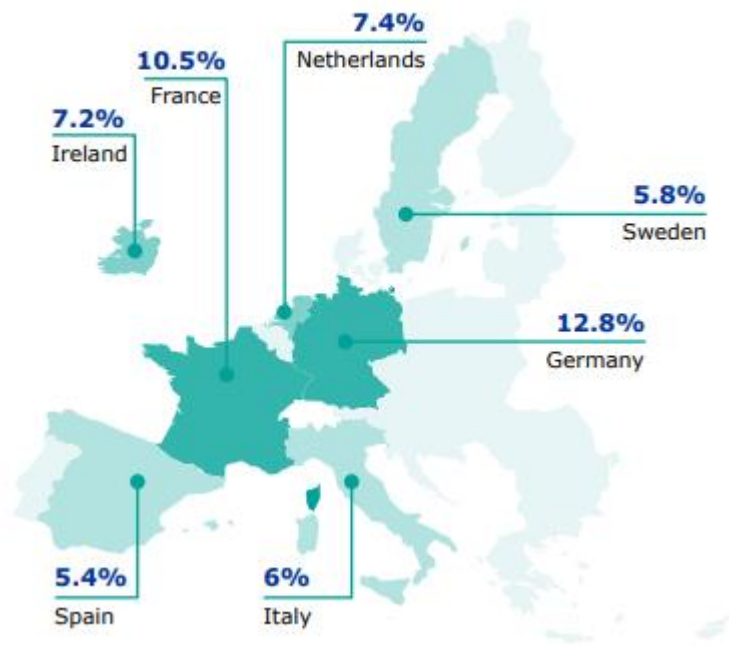 7.4%
Netherlands
10.5%
France
7.2%
Ireland
5.8%
Sweden
12.8%
Germany
5.4%
Spain
6%
Italy